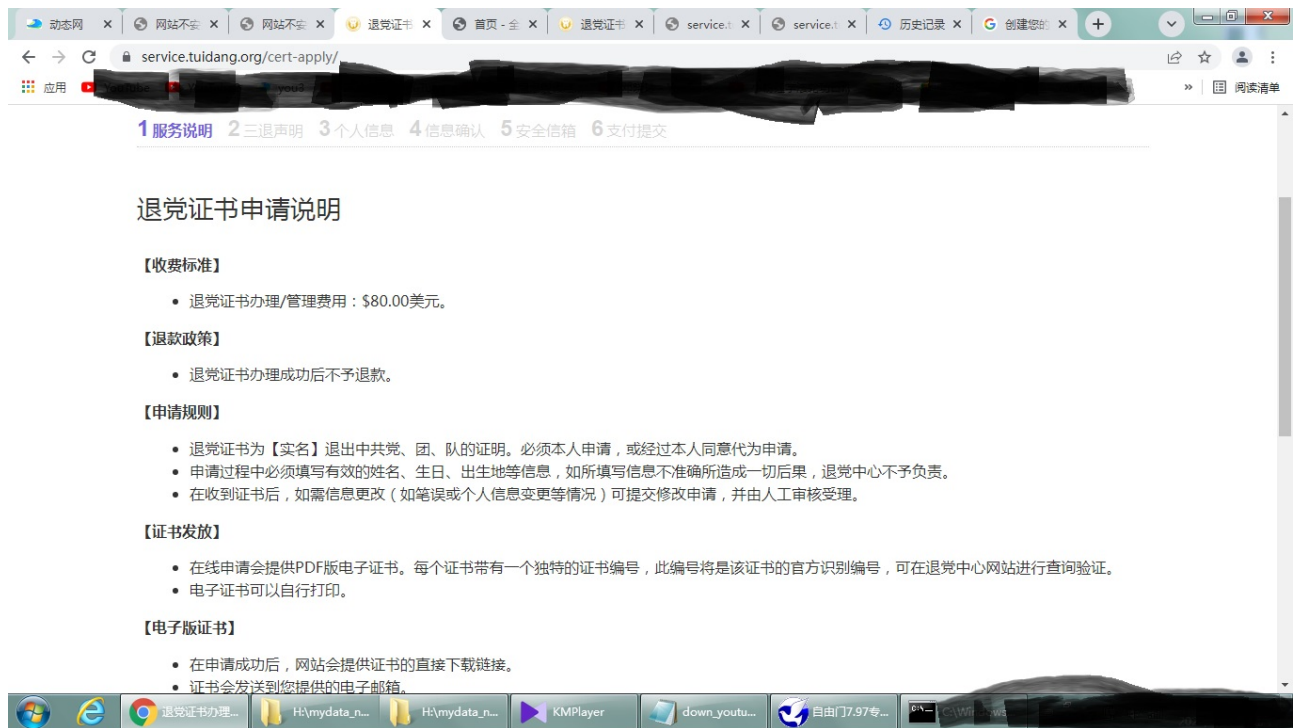 动态网
网站不安
网站不安
退党证书
首页 - 全
退党证书
service.t
service.t
历史记录
创建您的
service.tuidang.org/cert-apply/
应用
»
阅读清单
1 服务说明 2 三退声明 3 个人信息 4 信息确认 5 安全信箱 6 支付提交
退党证书申请说明
【收费标准】
• 退党证书办理/管理费用：$80.00美元。
【退款政策】
• 退党证书办理成功后不予退款。
【申请规则】
• 退党证书为【实名】退出中共党、团、队的证明。必须本人申请，或经过本人同意代为申请。
• 申请过程中必须填写有效的姓名、生日、出生地等信息，如所填写信息不准确所造成一切后果，退党中心不予负责。
• 在收到证书后，如需信息更改（如笔误或个人信息变更等情况）可提交修改申请，并由人工审核受理。
【证书发放】
• 在线申请会提供PDF版电子证书。每个证书带有一个独特的证书编号，此编号将是该证书的官方识别编号，可在退党中心网站进行查询验证。
• 电子证书可以自行打印。
【电子版证书】
• 在申请成功后，网站会提供证书的直接下载链接。
• 证书会发送到您提供的电子邮箱。
退党证书办理...
H:\mydata_n...
H:\mydata_n...
KMPlayer
down_youtu...
自由门7.97专...
C:\Windows